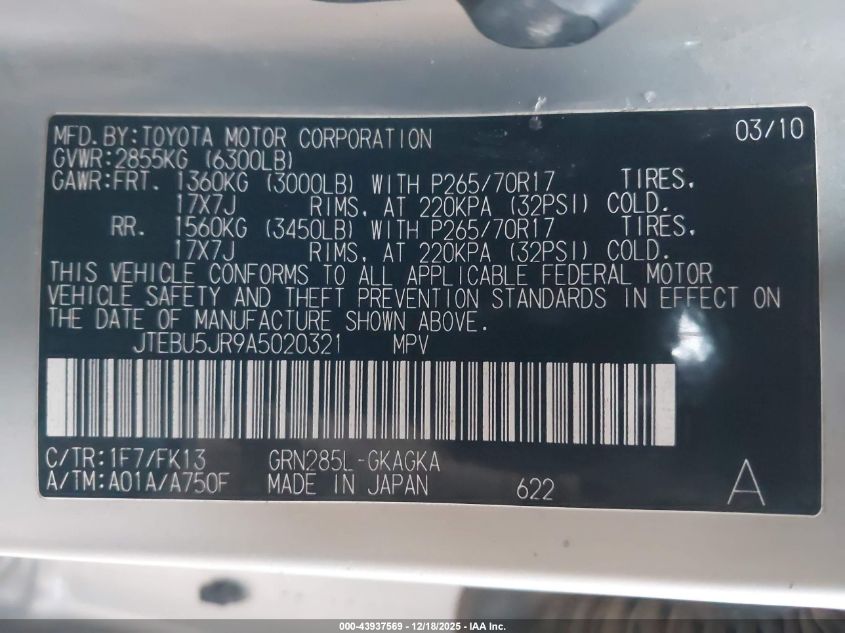 MFD. BY: TOYOTA MOTOR CORPORATION 03/10
GVWR: 2855KG (6300LB)
GAWR: FRT. 1360KG (3000LB) WITH P265/70R17 TIRES,
17X7J RIMS, AT 220KPA (32PSI) COLD.
RR. 1560KG (3450LB) WITH P265/70R17 TIRES,
17X7J RIMS, AT 220KPA (32PSI) COLD.
THIS VEHICLE CONFORMS TO ALL APPLICABLE FEDERAL MOTOR
VEHICLE SAFETY AND THEFT PREVENTION STANDARDS IN EFFECT ON
THE DATE OF MANUFACTURE SHOWN ABOVE.
JTEBU5JR9A5020321 MPV
C/TR: 1F7/FK13 GRN285L-GKAGKA
A/TM: A01A/A750F MADE IN JAPAN 622 A
000-43937569 - 12/18/2025 - IAA Inc.